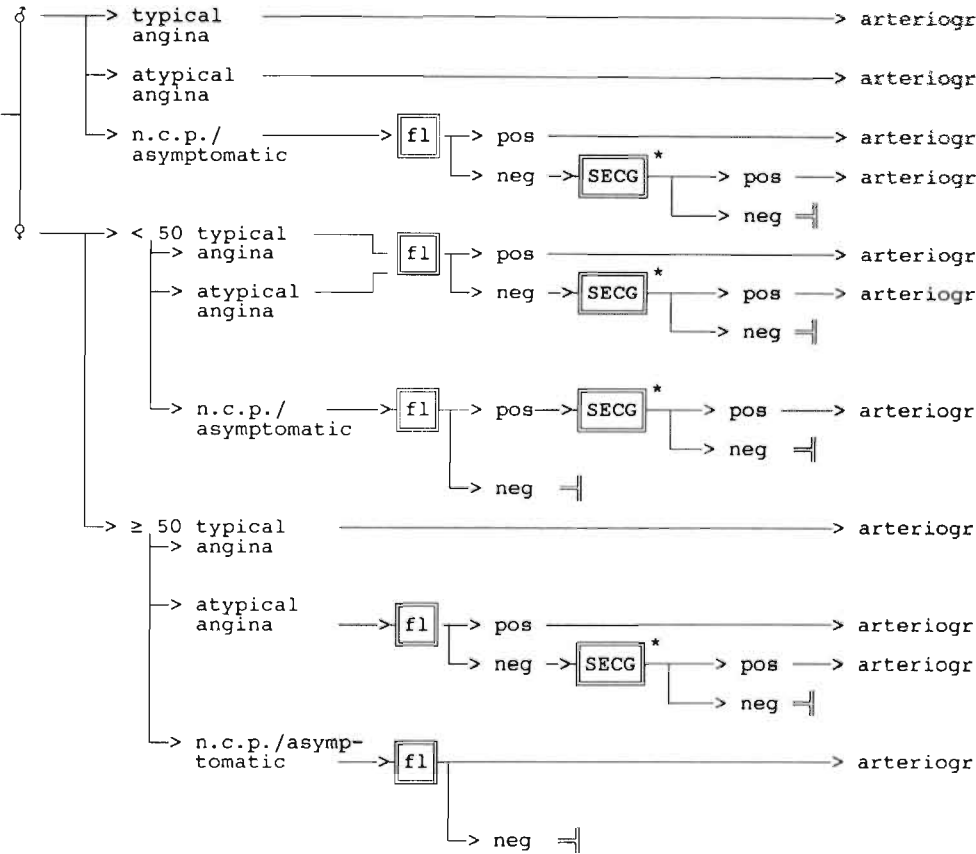 ♂ > typical > arteriogr
angina
> atypical > arteriogr
angina
> n.c.p./ > fl > pos > arteriogr
asymptomatic
> neg > SECG * > pos > arteriogr
> neg
♀ > < 50 typical fl > pos > arteriogr
> angina
> atypical > neg > SECG * > pos > arteriogr
angina
> neg
> n.c.p./ > fl > pos > SECG * > pos > arteriogr
asymptomatic
> neg
> neg
> ≥ 50 typical > arteriogr
> angina
> atypical
angina > fl > pos > arteriogr
> neg > SECG * > pos > arteriogr
> neg
> n.c.p./asymp-
tomatic > fl > arteriogr
> neg